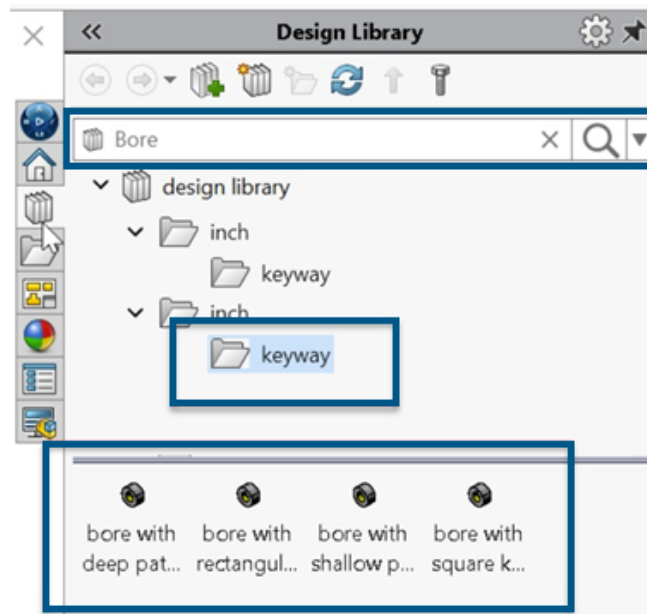 Design Library
Bore
design library
inch
keyway
inch
keyway
bore with bore with bore with bore with
deep pat... rectangul... shallow p... square k...